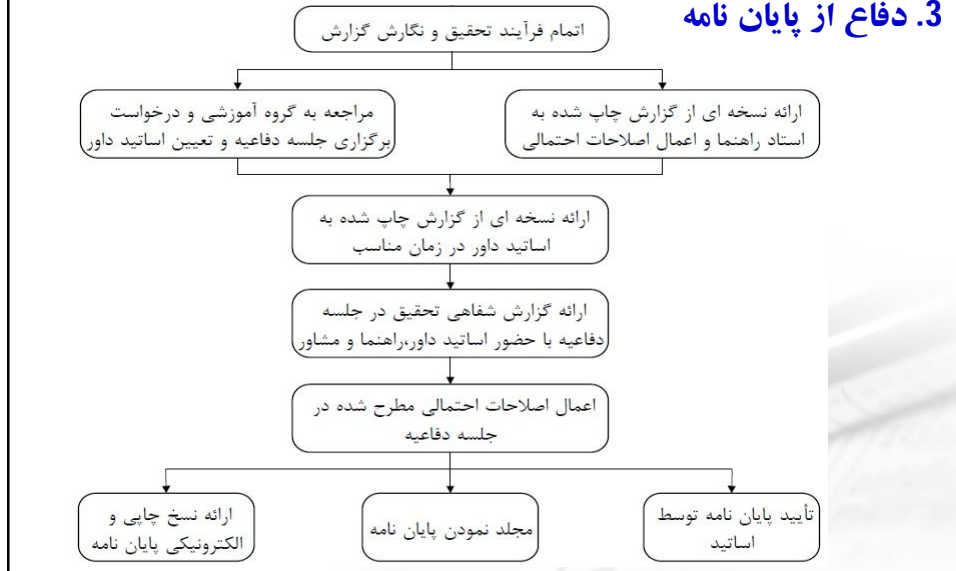 3. دفاع از پایان نامه
اتمام فرآیند تحقیق و نگارش گزارش
ارائه نسخه ای از گزارش چاپ شده به
استاد راهنما و اعمال اصلاحات احتمالی
مراجعه به گروه آموزشی و درخواست
برگزاری جلسه دفاعیه و تعیین اساتید داور
ارائه نسخه ای از گزارش چاپ شده به
اساتید داور در زمان مناسب
ارائه گزارش شفاهی تحقیق در جلسه
دفاعیه با حضور اساتید داور،راهنما و مشاور
اعمال اصلاحات احتمالی مطرح شده در
جلسه دفاعیه
تأیید پایان نامه توسط
اساتید
مجلد نمودن پایان نامه
ارائه نسخ چاپی و
الکترونیکی پایان نامه